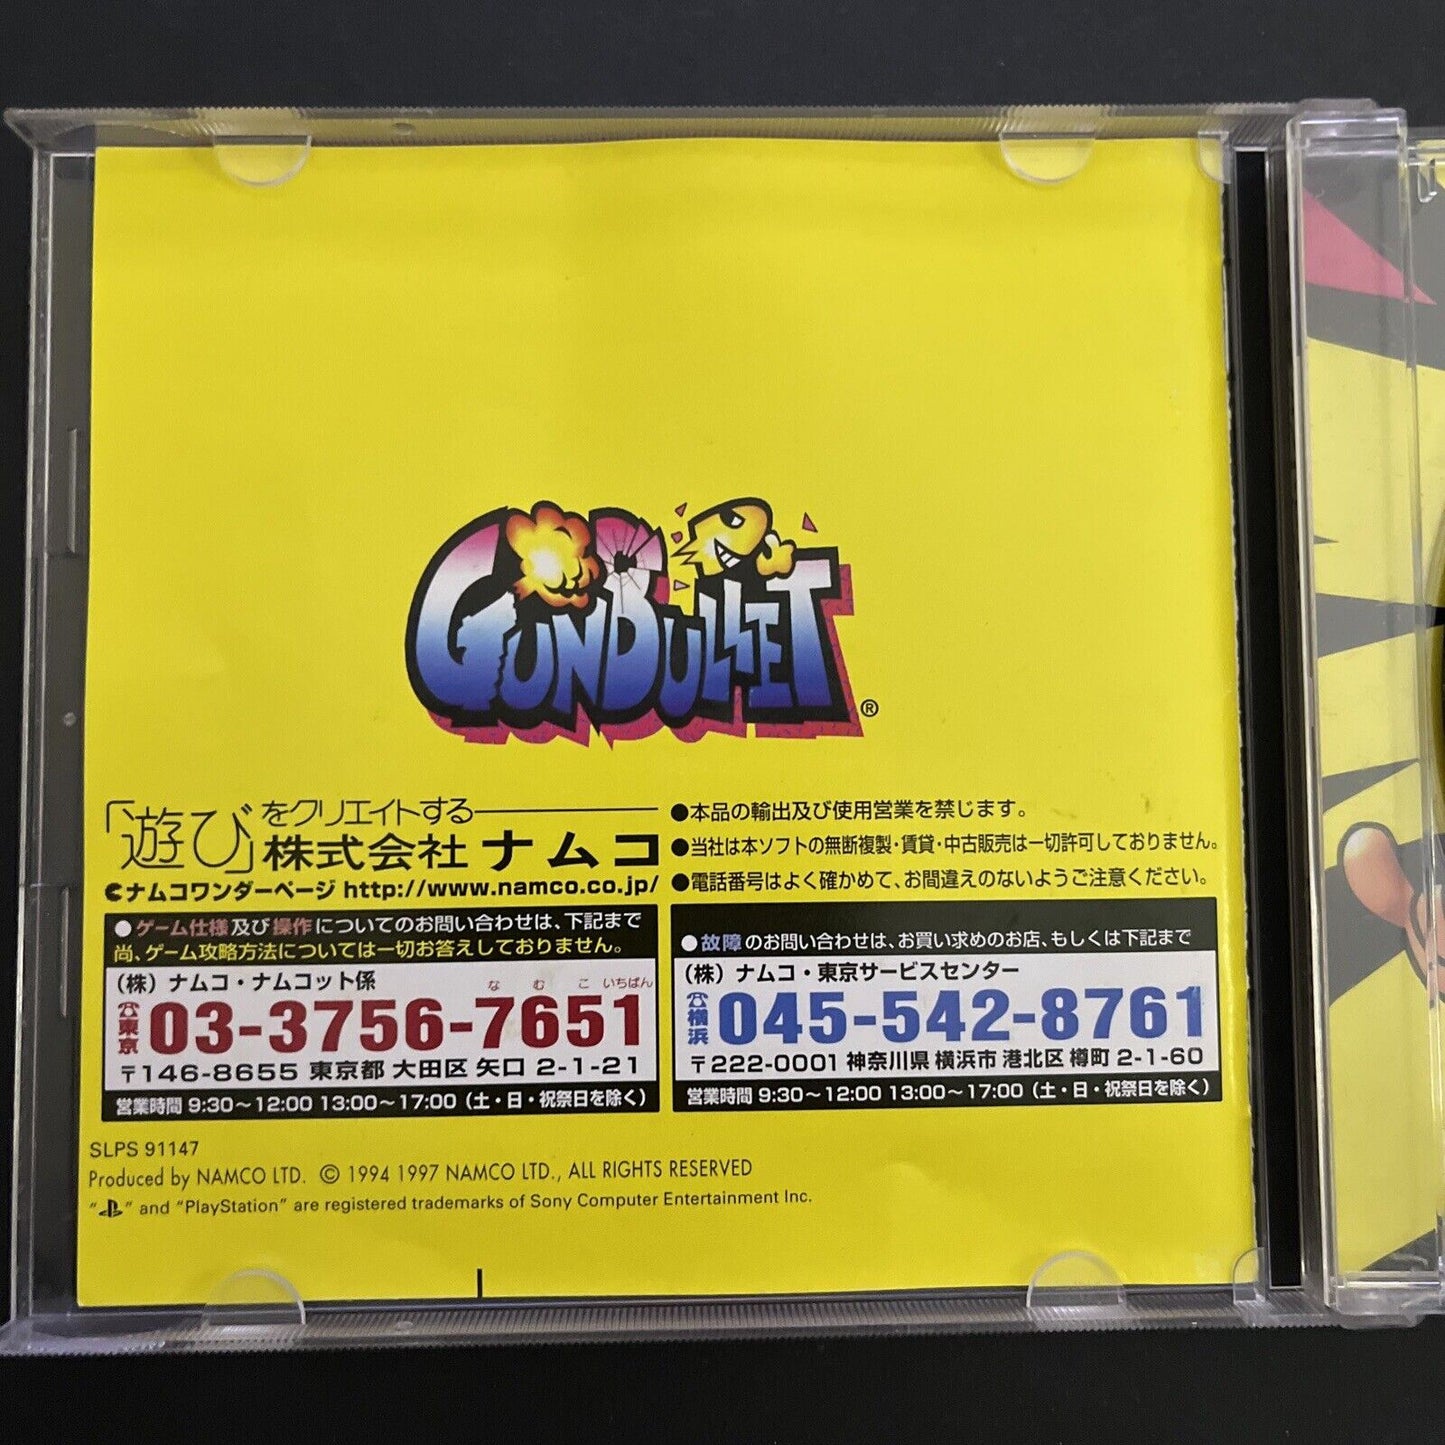 GUNBULLET®
「遊び」をクリエイトする
株式会社 ナムコ
ナムコワンダーページ http://www.namco.co.jp/
●本品の輸出及び使用営業を禁じます。
●当社は本ソフトの無断複製・賃貸・中古販売は一切許可しておりません。
●電話番号はよく確かめて、お間違えのないようご注意ください。
●ゲーム仕様及び操作についてのお問い合わせは、下記まで
尚、ゲーム攻略方法については一切お答えしておりません。
(株) ナムコ・ナムコット係
なむこ いちばん
☎東京 03-3756-7651
〒146-8655 東京都 大田区 矢口 2-1-21
営業時間 9:30〜12:00 13:00〜17:00 (土・日・祝祭日を除く)
●故障のお問い合わせは、お買い求めのお店、もしくは下記まで
(株) ナムコ・東京サービスセンター
☎横浜 045-542-8761
〒222-0001 神奈川県 横浜市 港北区 樽町 2-1-60
営業時間 9:30〜12:00 13:00〜17:00 (土・日・祝祭日を除く)
SLPS 91147
Produced by NAMCO LTD. © 1994 1997 NAMCO LTD., ALL RIGHTS RESERVED
" " and "PlayStation" are registered trademarks of Sony Computer Entertainment Inc.